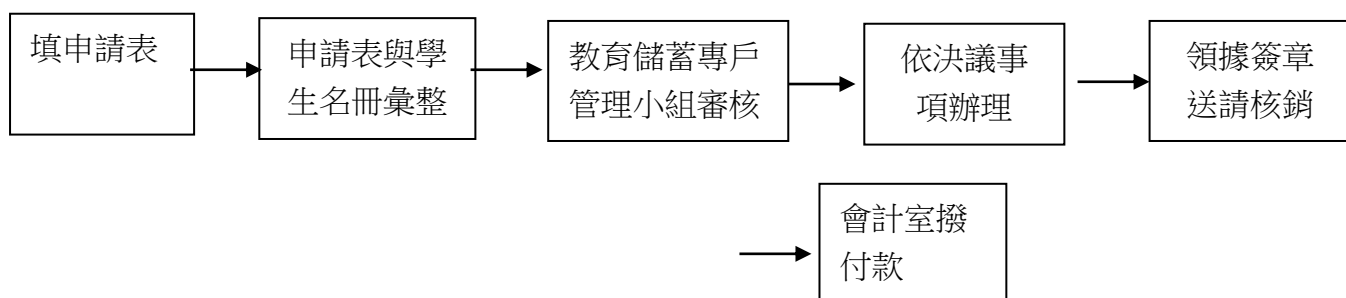 填申請表
申請表與學
生名冊彙整
教育儲蓄專戶
管理小組審核
依決議事
項辦理
領據簽章
送請核銷
會計室撥
付款